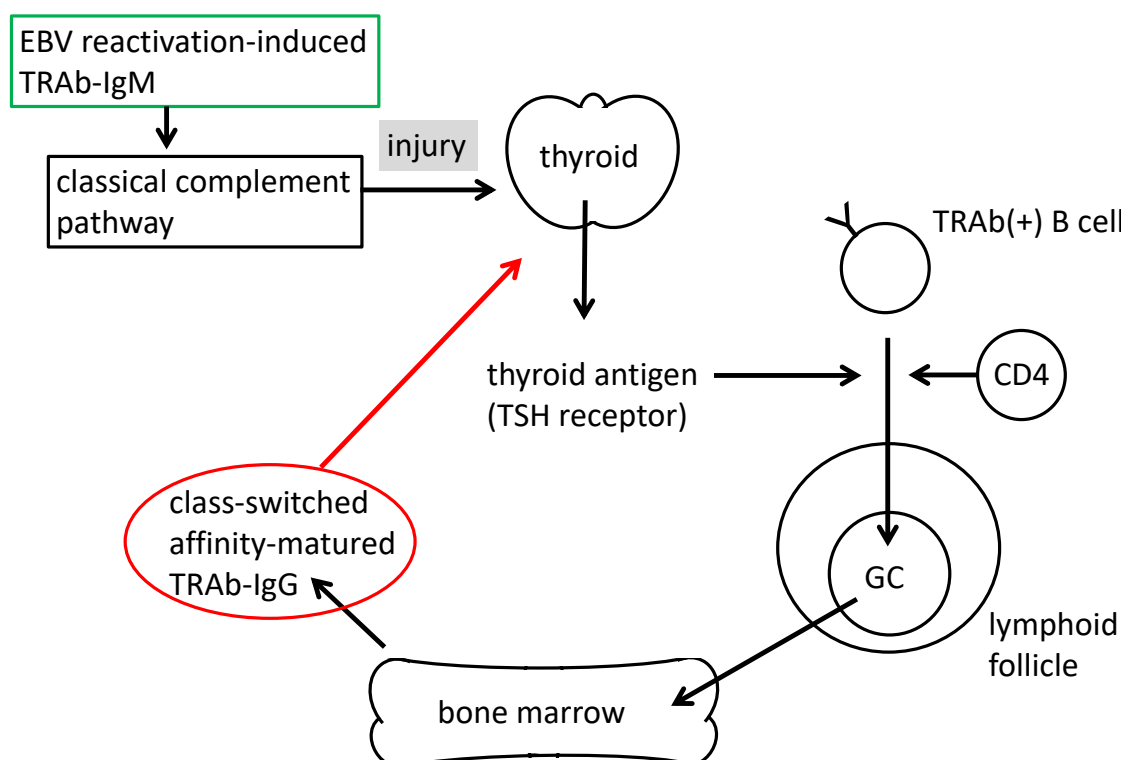 EBV reactivation-induced
TRAb-IgM
injury
thyroid
classical complement
pathway
TRAb(+) B cell
thyroid antigen
(TSH receptor)
CD4
class-switched
affinity-matured
TRAb-IgG
GC
lymphoid
follicle
bone marrow